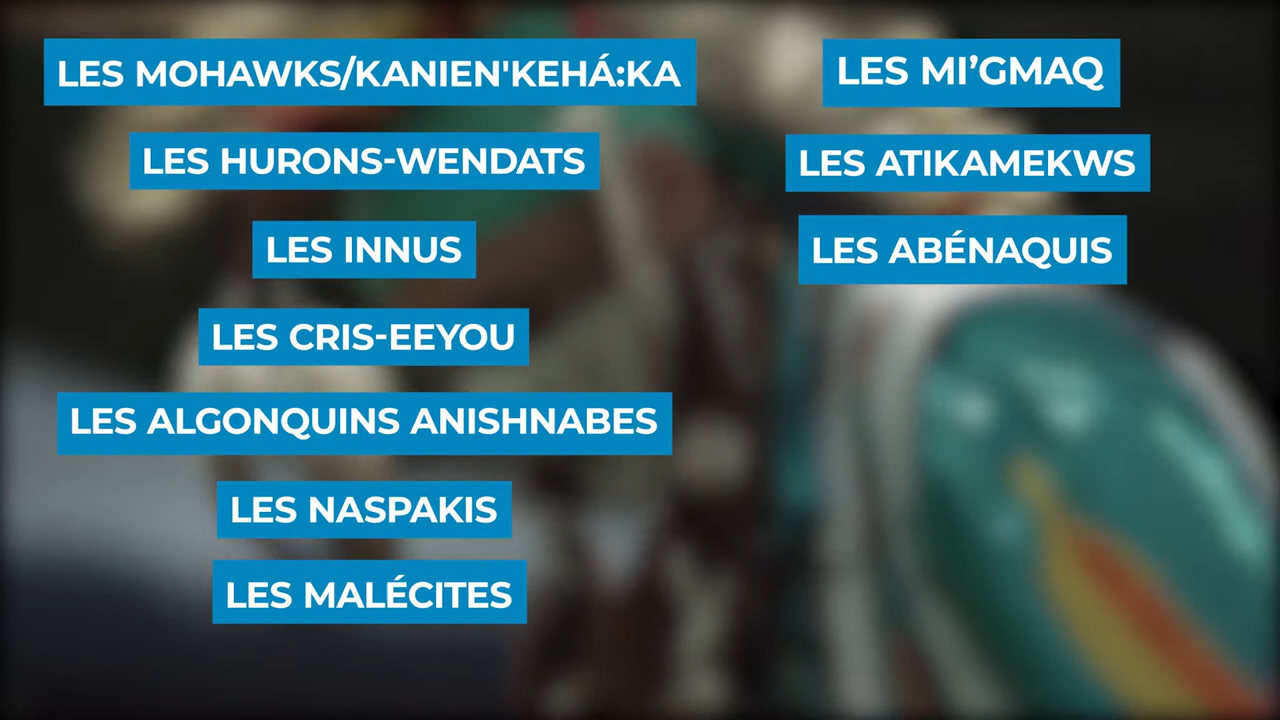 LES MOHAWKS/KANIEN'KEHÁ:KA
LES HURONS-WENDATS
LES INNUS
LES CRIS-EEYOU
LES ALGONQUINS ANISHNABES
LES NASPAKIS
LES MALÉCITES
LES MI’GMAQ
LES ATIKAMEKWS
LES ABÉNAQUIS